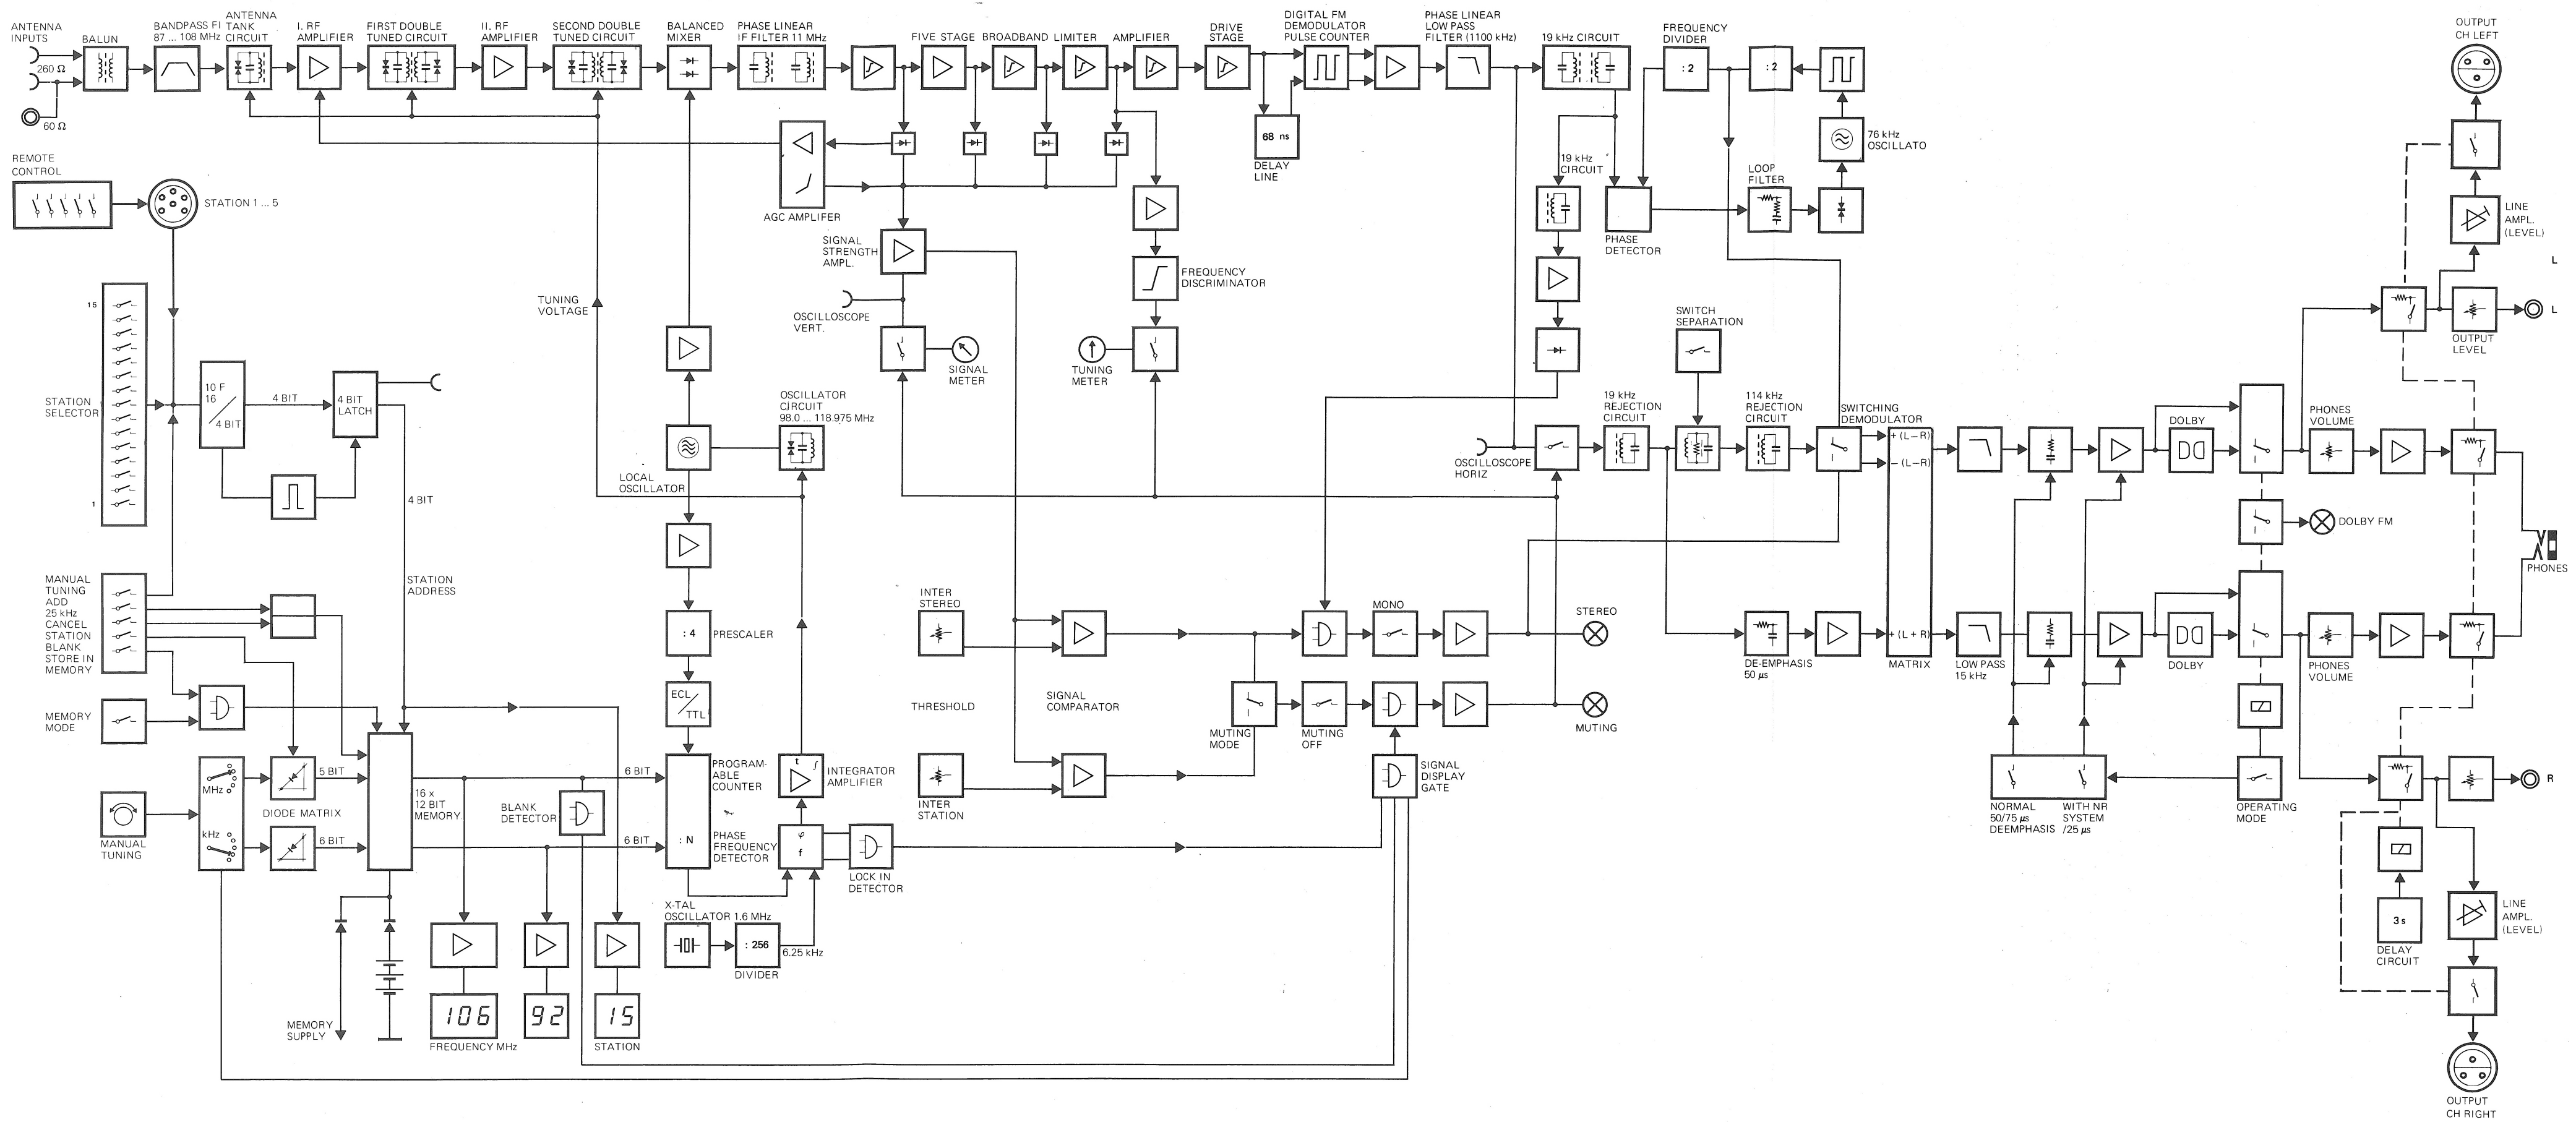 ANTENNA
INPUTS
260 Ω
60 Ω
BALUN
BANDPASS FI
87 ... 108 MHz
ANTENNA
TANK
CIRCUIT
I. RF
AMPLIFIER
FIRST DOUBLE
TUNED CIRCUIT
II. RF
AMPLIFIER
SECOND DOUBLE
TUNED CIRCUIT
BALANCED
MIXER
PHASE LINEAR
IF FILTER 11 MHz
FIVE STAGE BROADBAND LIMITER AMPLIFIER
DRIVE
STAGE
DIGITAL FM
DEMODULATOR
PULSE COUNTER
PHASE LINEAR
LOW PASS
FILTER (1100 kHz)
19 kHz CIRCUIT
FREQUENCY
DIVIDER
: 2
: 2
76 kHz
OSCILLATO
OUTPUT
CH LEFT
68 ns
DELAY
LINE
19 kHz
CIRCUIT
LOOP
FILTER
PHASE
DETECTOR
REMOTE
CONTROL
STATION 1 ... 5
AGC AMPLIFER
SIGNAL
STRENGTH
AMPL.
OSCILLOSCOPE
VERT.
SIGNAL
METER
FREQUENCY
DISCRIMINATOR
TUNING
METER
TUNING
VOLTAGE
SWITCH
SEPARATION
LINE
AMPL.
(LEVEL)
L
L
OUTPUT
LEVEL
15
STATION
SELECTOR
1
10 F
16
4 BIT
4 BIT
4 BIT
LATCH
4 BIT
STATION
ADDRESS
LOCAL
OSCILLATOR
OSCILLATOR
CIRCUIT
98.0 ... 118.975 MHz
OSCILLOSCOPE
HORIZ
19 kHz
REJECTION
CIRCUIT
114 kHz
REJECTION
CIRCUIT
SWITCHING
DEMODULATOR
+ (L–R)
– (L–R)
+ (L + R)
MATRIX
DOLBY
PHONES
VOLUME
DOLBY FM
PHONES
MANUAL
TUNING
ADD
25 kHz
CANCEL
STATION
BLANK
STORE IN
MEMORY
MEMORY
MODE
MANUAL
TUNING
MHz
kHz
5 BIT
DIODE MATRIX
6 BIT
16 x
12 BIT
MEMORY
BLANK
DETECTOR
6 BIT
6 BIT
: 4
PRESCALER
ECL
/
TTL
PROGRAM-
ABLE
COUNTER
: N
PHASE
FREQUENCY
DETECTOR
t
∫
INTEGRATOR
AMPLIFIER
φ
f
LOCK IN
DETECTOR
X-TAL
OSCILLATOR 1.6 MHz
: 256
DIVIDER
6.25 kHz
INTER
STEREO
THRESHOLD
INTER
STATION
SIGNAL
COMPARATOR
MUTING
MODE
MUTING
OFF
MONO
STEREO
MUTING
SIGNAL
DISPLAY
GATE
DE-EMPHASIS
50 µs
LOW PASS
15 kHz
DOLBY
PHONES
VOLUME
NORMAL
50/75 µs
DEEMPHASIS
WITH NR
SYSTEM
/25 µs
OPERATING
MODE
R
3 s
DELAY
CIRCUIT
LINE
AMPL.
(LEVEL)
OUTPUT
CH RIGHT
MEMORY
SUPPLY
106
92
15
FREQUENCY MHz
STATION